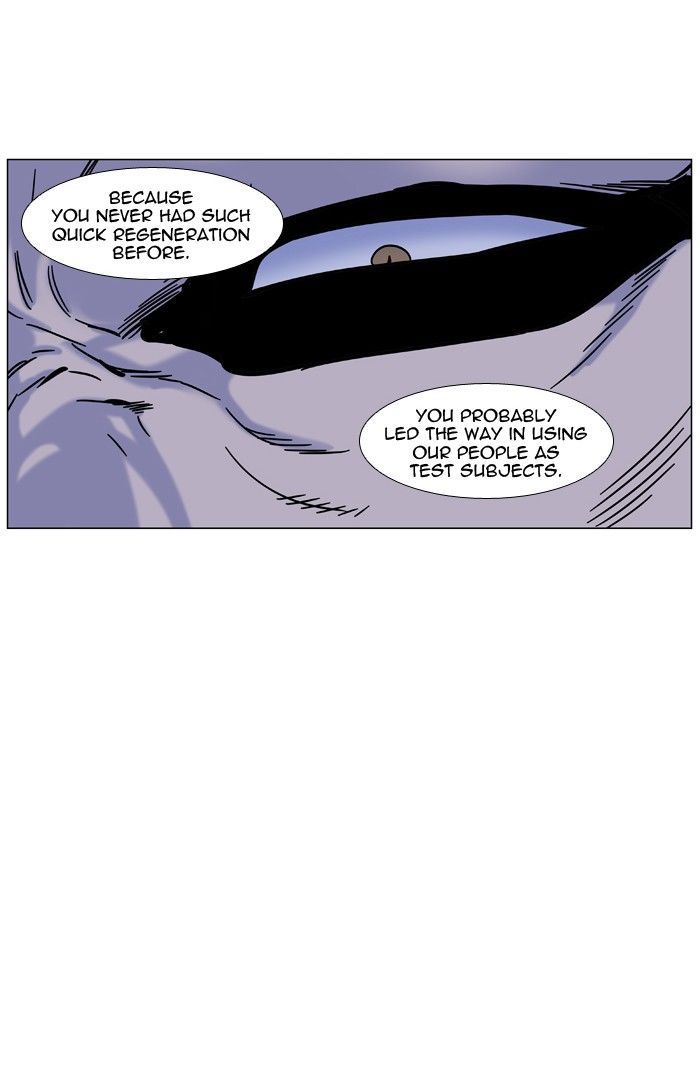 BECAUSE
YOU NEVER HAD SUCH
QUICK REGENERATION
BEFORE.
YOU PROBABLY
LED THE WAY IN USING
OUR PEOPLE AS
TEST SUBJECTS.